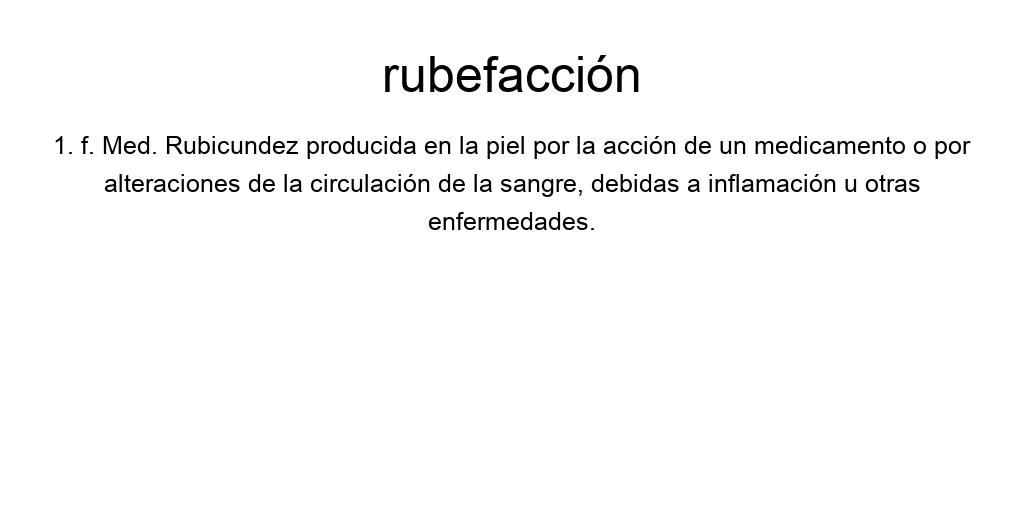 rubefacción
1. f. Med. Rubicundez producida en la piel por la acción de un medicamento o por
alteraciones de la circulación de la sangre, debidas a inflamación u otras
enfermedades.